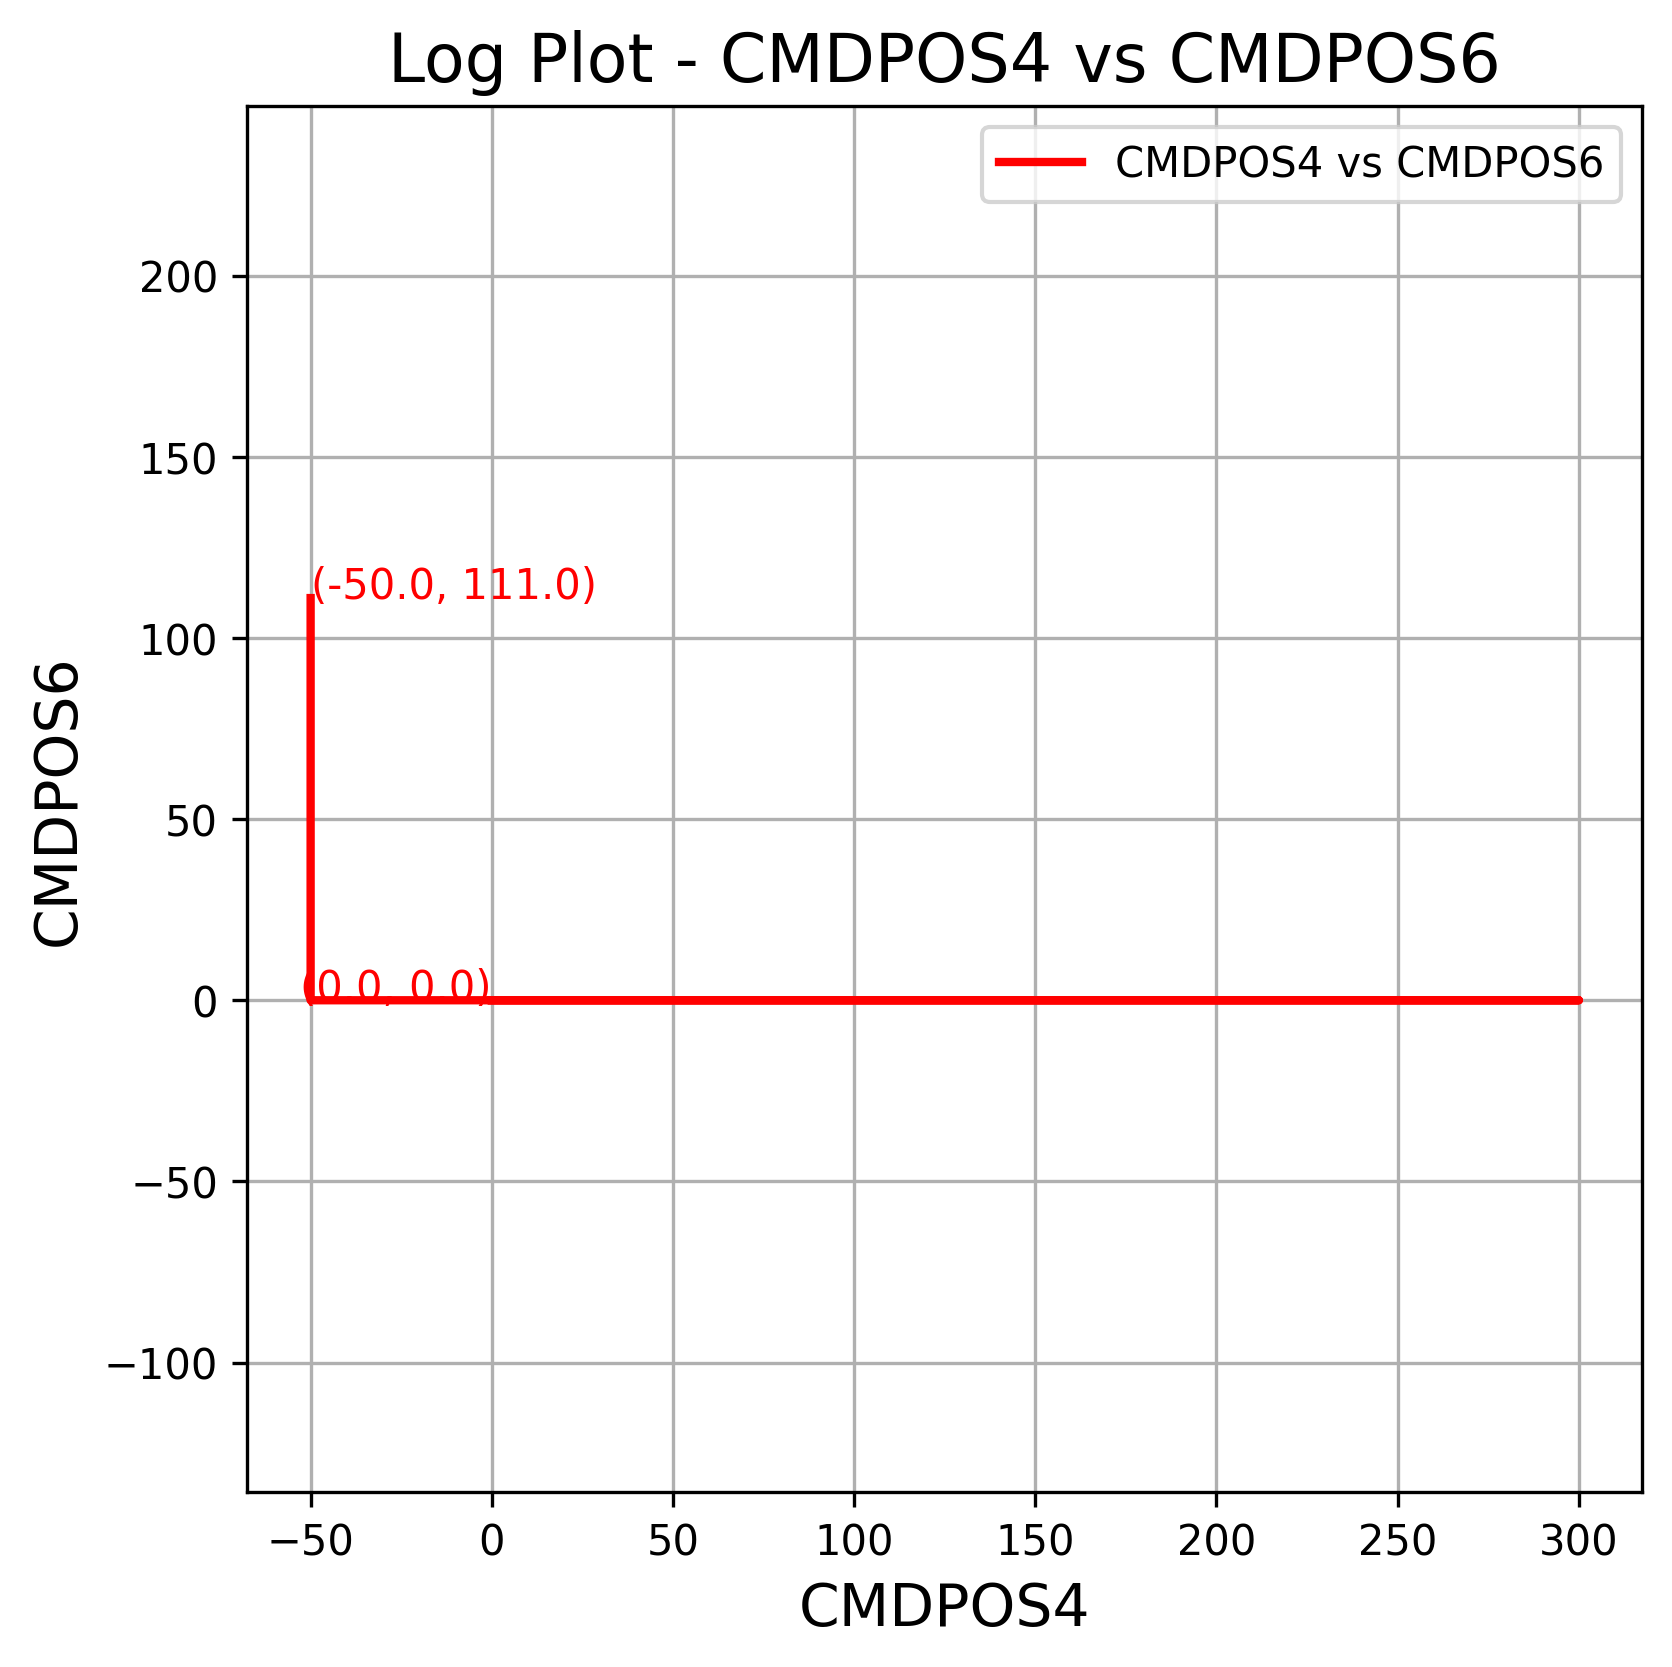 Log Plot - CMDPOS4 vs CMDPOS6
CMDPOS4 vs CMDPOS6
200
150
(-50.0, 111.0)
100
CMDPOS6
50
(0.0, 0.0)
0
−50
−100
−50 0 50 100 150 200 250 300
CMDPOS4